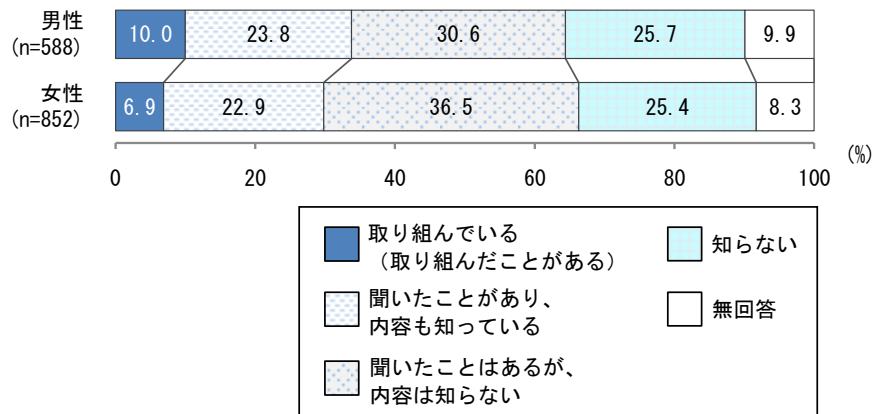 男性
(n=588)
10.0 23.8 30.6 25.7 9.9
女性
(n=852)
6.9 22.9 36.5 25.4 8.3
(%)
0 20 40 60 80 100
取り組んでいる
（取り組んだことがある）
知らない
聞いたことがあり、
内容も知っている
無回答
聞いたことはあるが、
内容は知らない